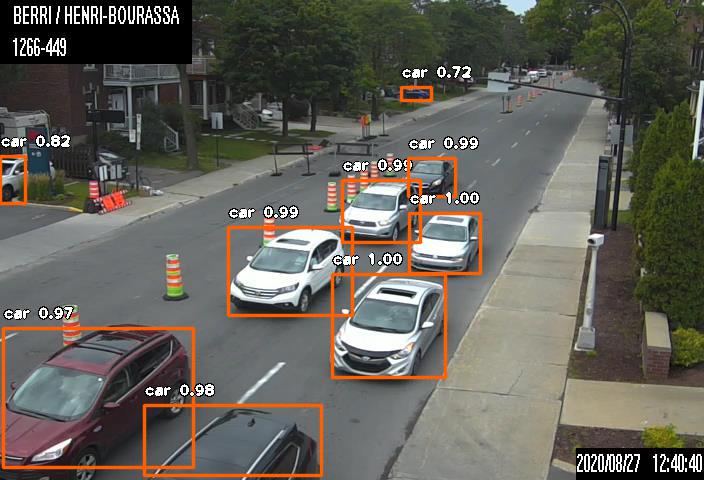 BERRI / HENRI-BOURASSA
1266-449
car 0.72
car 0.82
car 0.99
car 0.99
car 1.00
car 0.99
car 1.00
car 0.97
car 0.98
2020/08/27 12:40:40